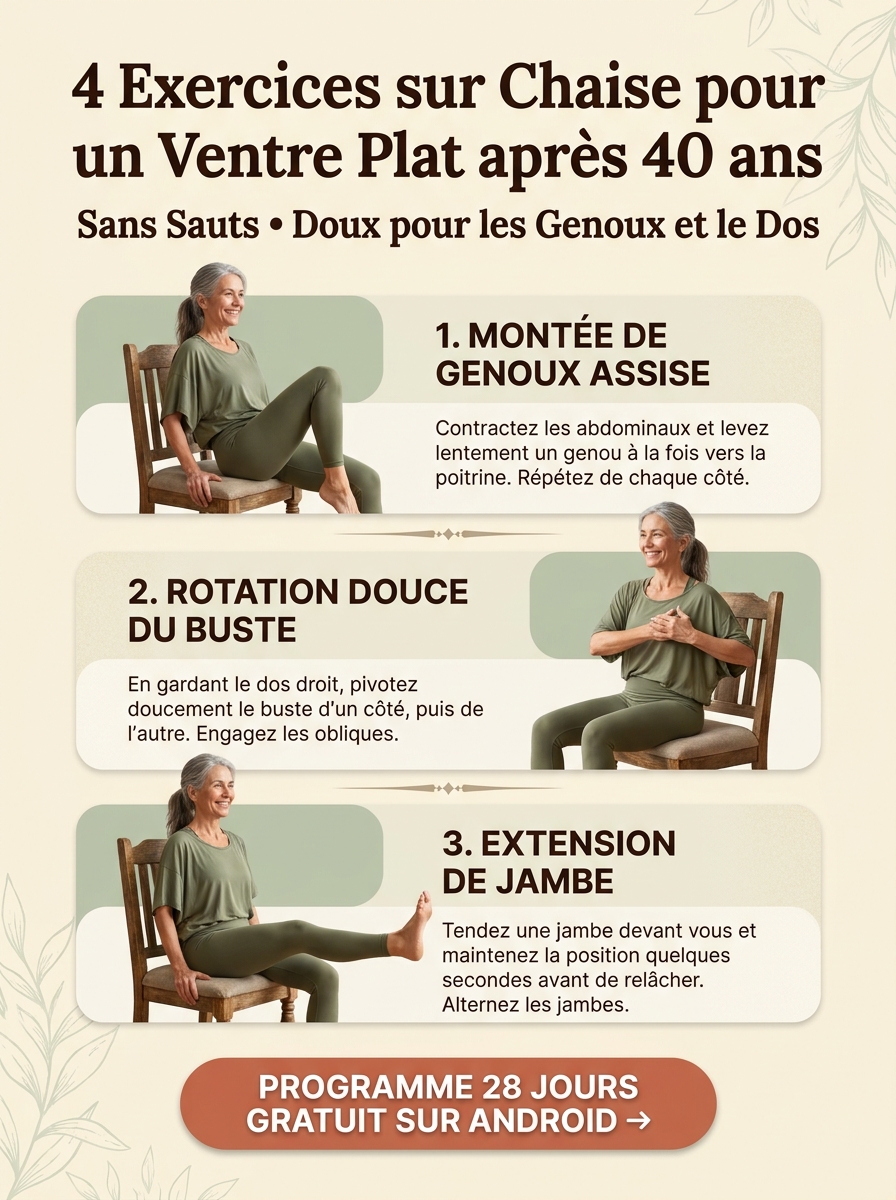 4 Exercices sur Chaise pour
un Ventre Plat après 40 ans
Sans Sauts • Doux pour les Genoux et le Dos
1. MONTÉE DE
GENOUX ASSISE
Contractez les abdominaux et levez
lentement un genou à la fois vers la
poitrine. Répétez de chaque côté.
2. ROTATION DOUCE
DU BUSTE
En gardant le dos droit, pivotez
doucement le buste d'un côté, puis de
l'autre. Engagez les obliques.
3. EXTENSION
DE JAMBE
Tendez une jambe devant vous et
maintenez la position quelques
secondes avant de relâcher.
Alternez les jambes.
PROGRAMME 28 JOURS
GRATUIT SUR ANDROID →